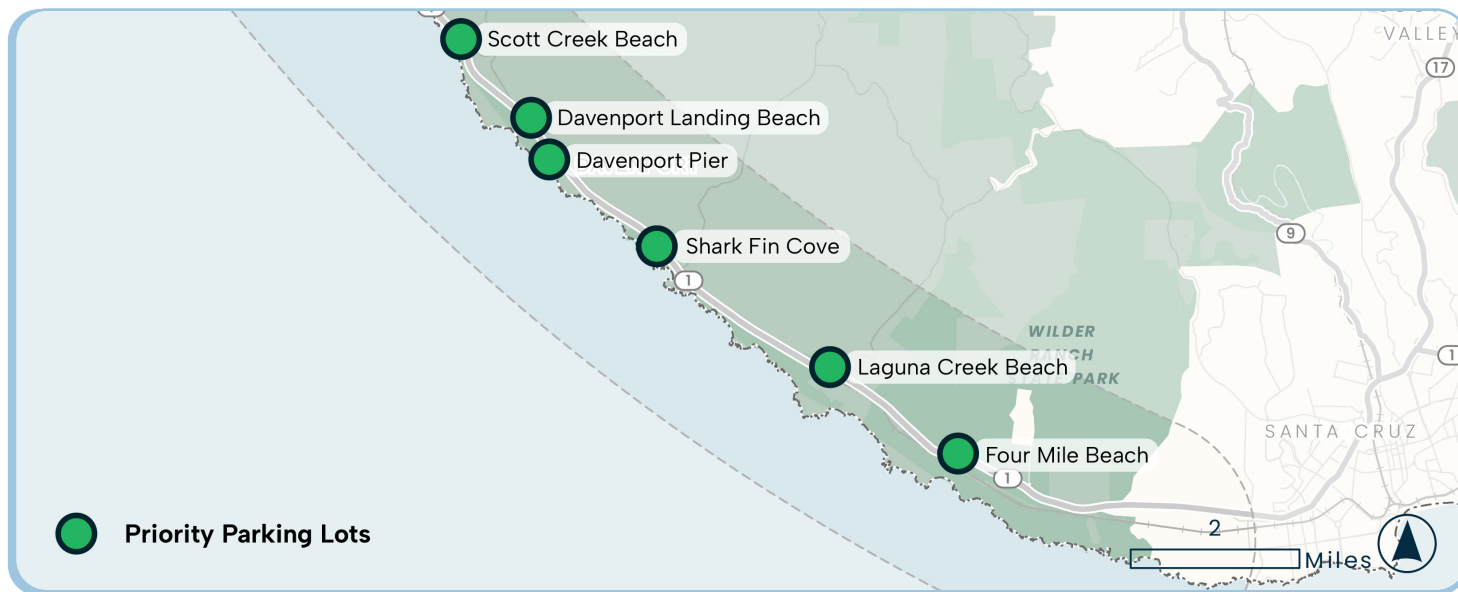 Scott Creek Beach
VALLEY
17
Davenport Landing Beach
Davenport Pier
9
Shark Fin Cove
1
WILDER
RANCH
STATE PARK
Laguna Creek Beach
1
SANTA CRUZ
Four Mile Beach
1
2
Miles
Priority Parking Lots